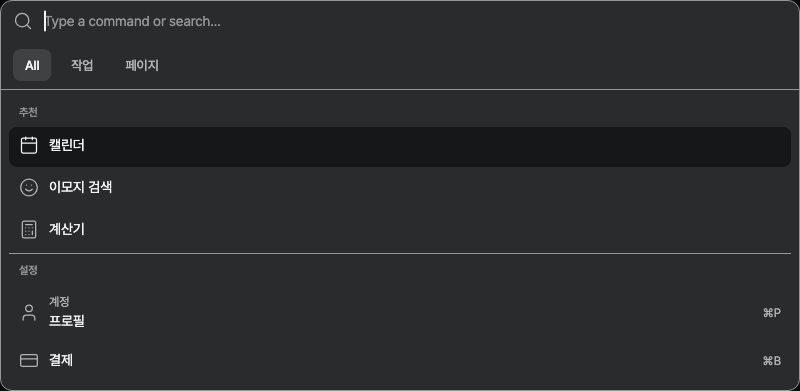 Type a command or search...
All 작업 페이지
추천
캘린더
이모지 검색
계산기
설정
계정
프로필 ⌘P
결제 ⌘B